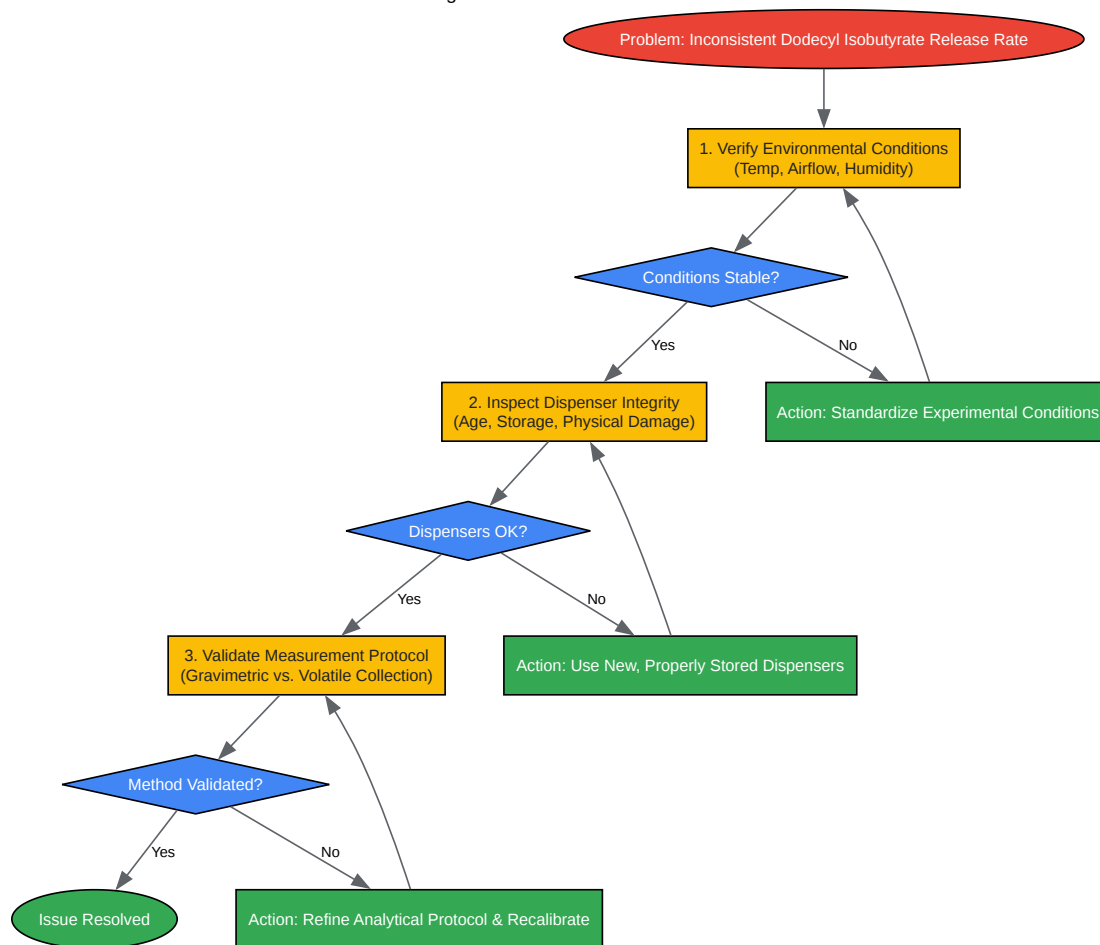 Problem: Inconsistent Dodecyl Isobutyrate Release Rate
1. Verify Environmental Conditions
(Temp, Airflow, Humidity)
Conditions Stable?
Yes
No
2. Inspect Dispenser Integrity
(Age, Storage, Physical Damage)
Action: Standardize Experimental Conditions
Dispensers OK?
Yes
No
3. Validate Measurement Protocol
(Gravimetric vs. Volatile Collection)
Action: Use New, Properly Stored Dispensers
Method Validated?
Yes
No
Issue Resolved
Action: Refine Analytical Protocol & Recalibrate